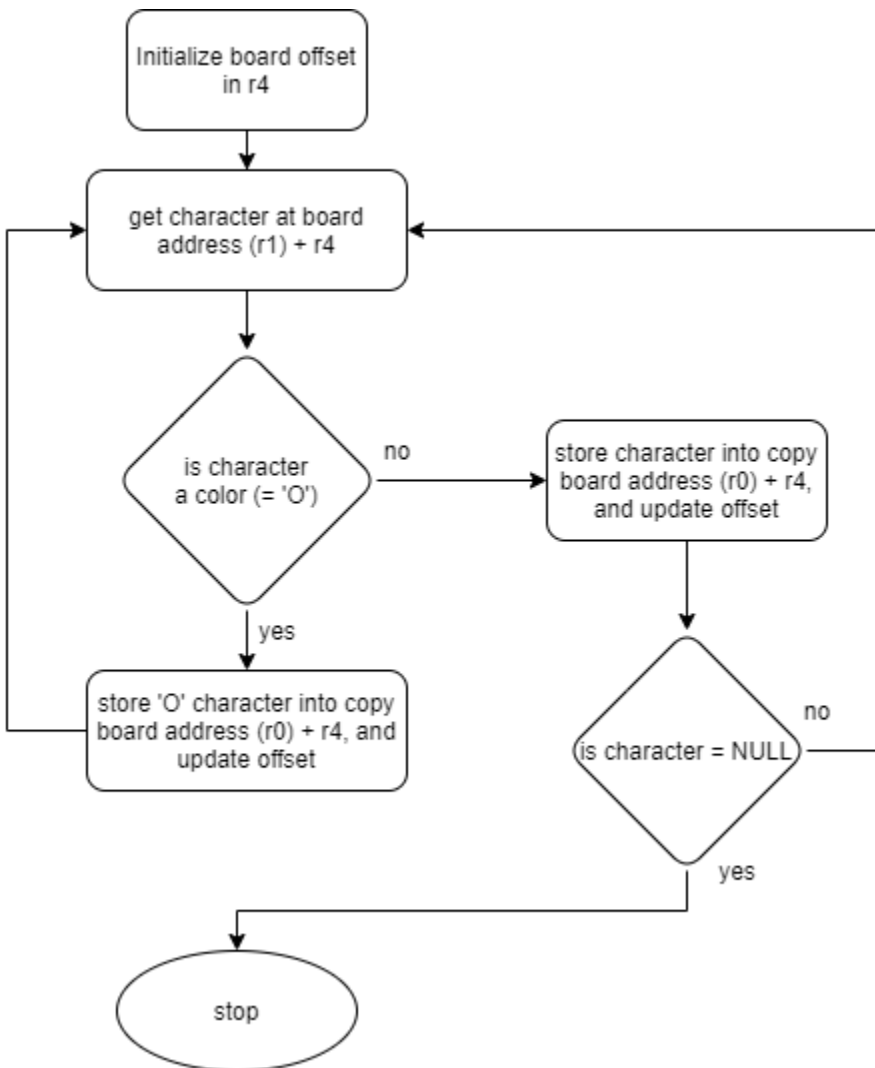 Initialize board offset
in r4
get character at board
address (r1) + r4
is character
a color (= 'O')
no
store character into copy
board address (r0) + r4,
and update offset
yes
store 'O' character into copy
board address (r0) + r4, and
update offset
is character = NULL
no
yes
stop